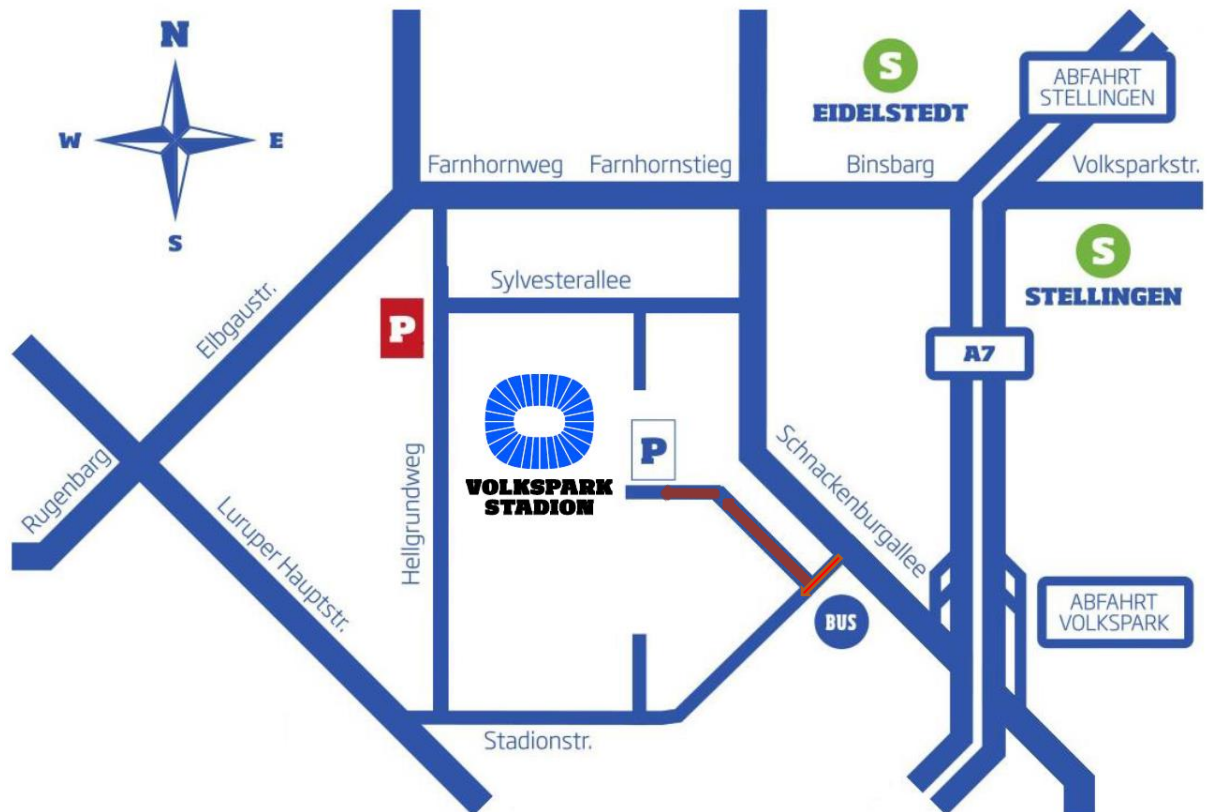 N
W
E
S
S
EIDELSTEDT
ABFAHRT
STELLINGEN
Farnhornweg
Farnhornstieg
Binsbarg
Volksparkstr.
S
STELLINGEN
Sylvesterallee
Elbgaustr.
P
A7
P
VOLKSPARK
STADION
Schnackenburgallee
Rugenbarg
Luruper Hauptstr.
Hellgrundweg
BUS
ABFAHRT
VOLKSPARK
Stadionstr.